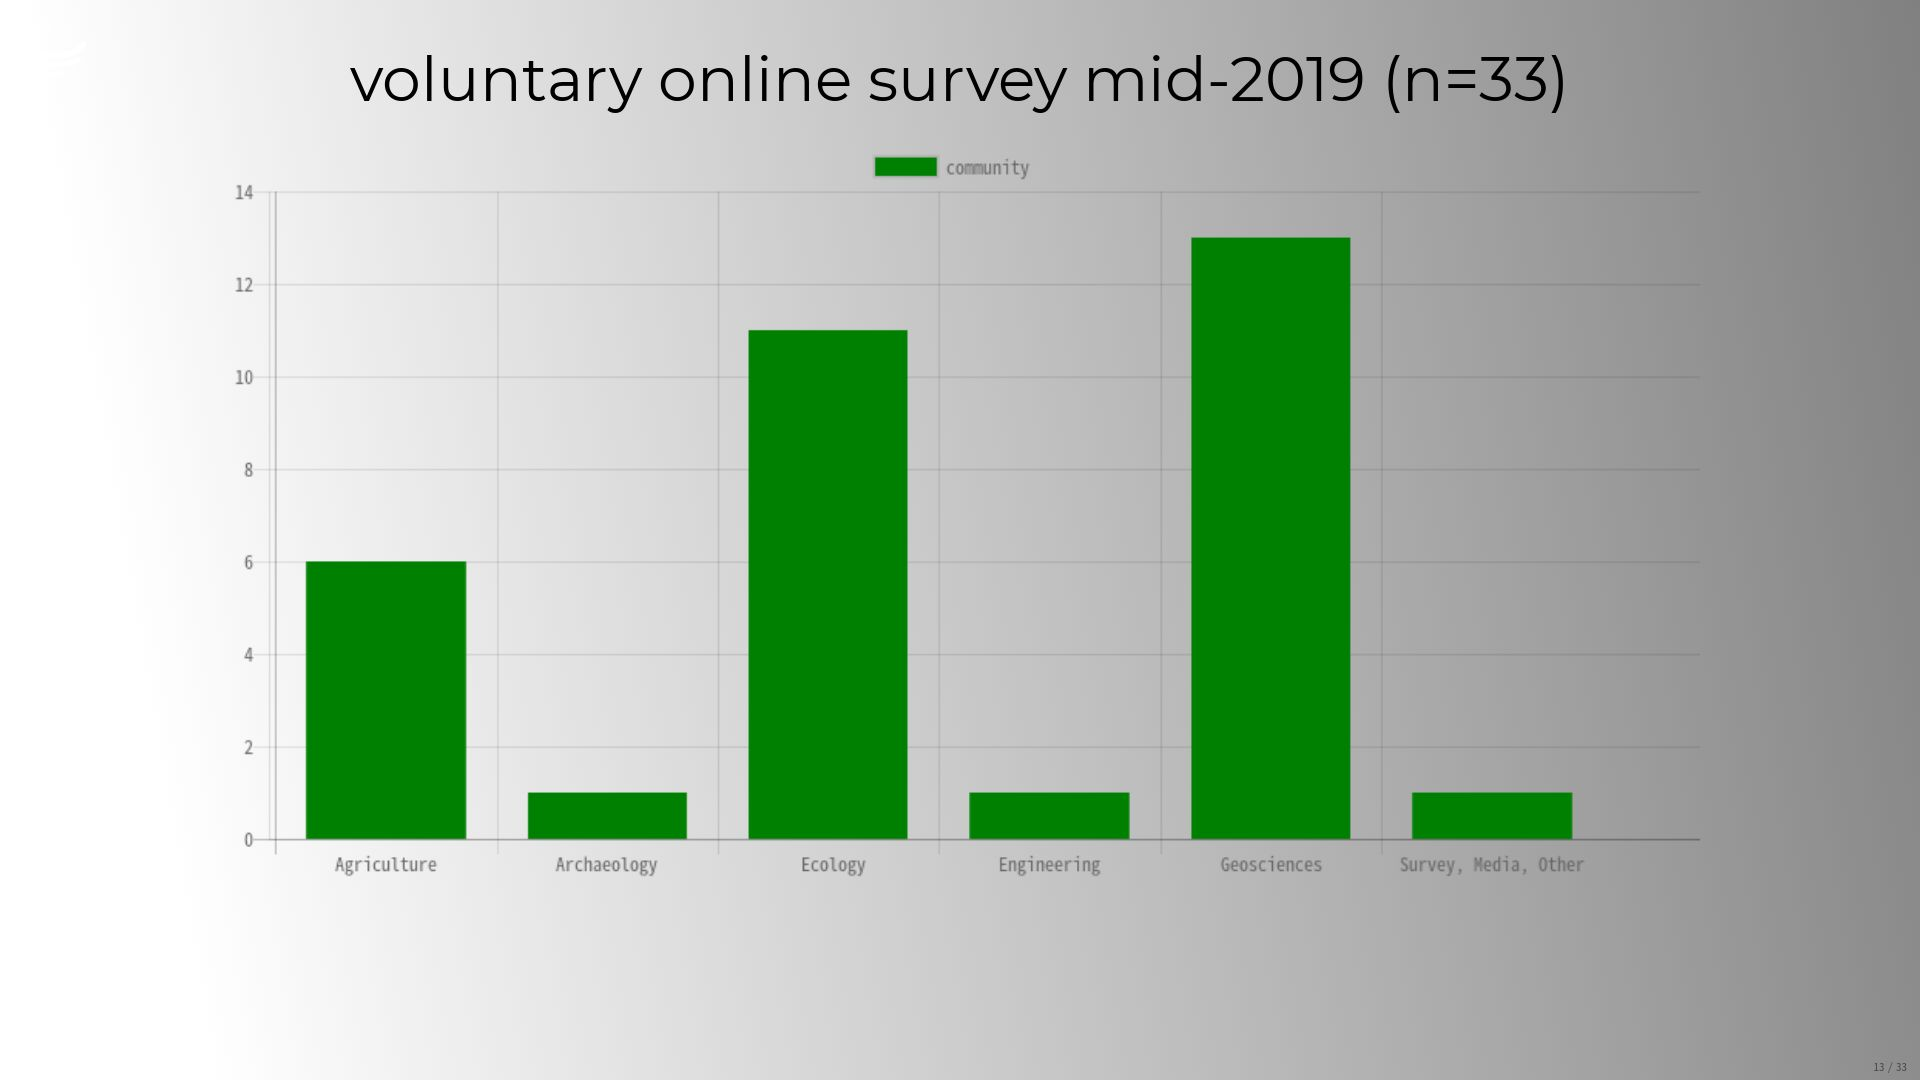 voluntary online survey mid-2019 (n=33)
community
14
12
10
8
6
4
2
0
Agriculture Archaeology Ecology Engineering Geosciences Survey, Media, Other
13 / 33